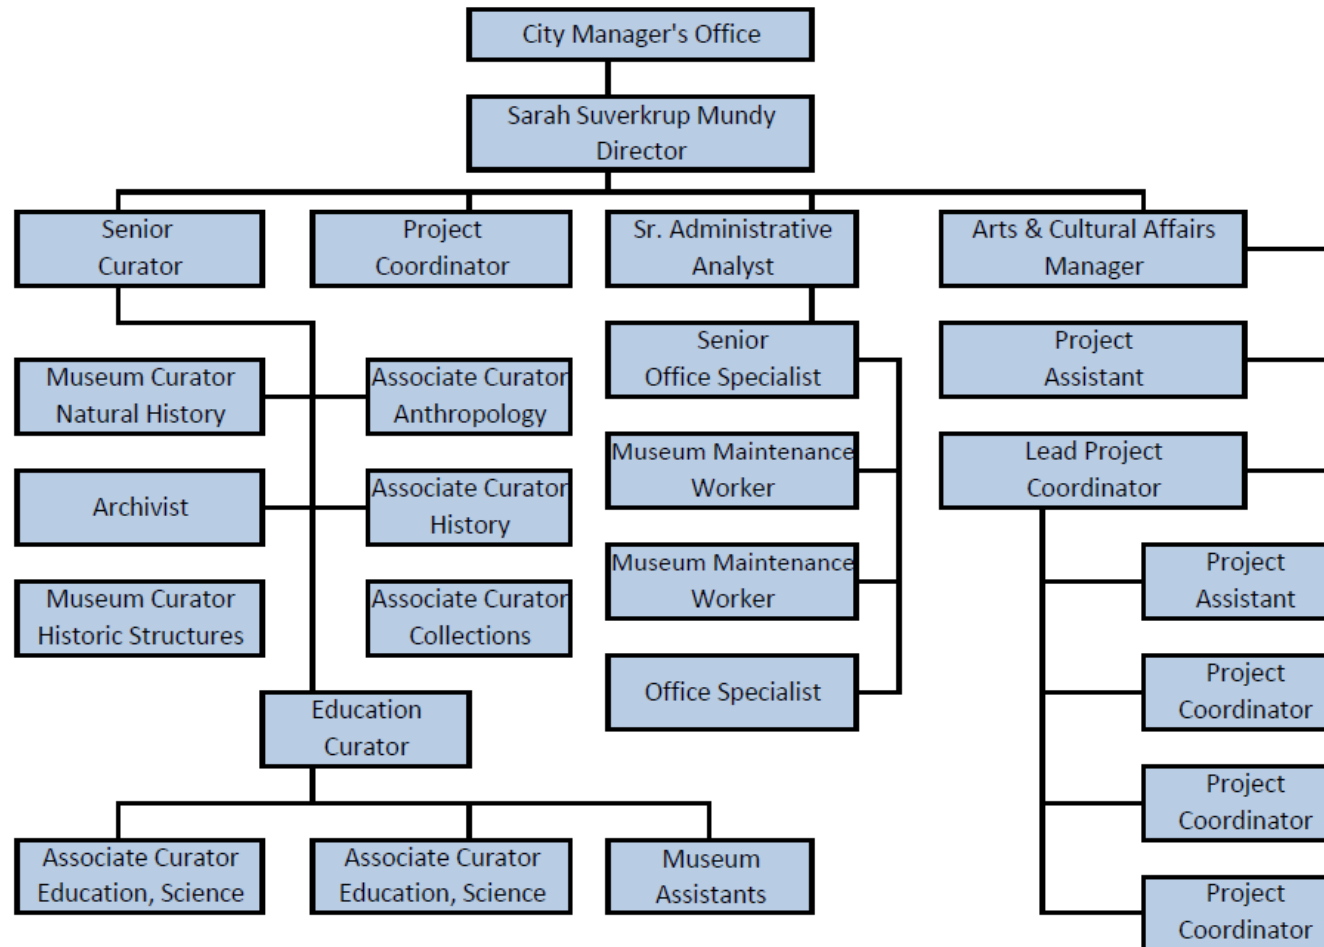 City Manager's Office
Sarah Suverkrup Mundy
Director
Senior
Curator
Project
Coordinator
Sr. Administrative
Analyst
Arts & Cultural Affairs
Manager
Museum Curator
Natural History
Associate Curator
Anthropology
Senior
Office Specialist
Project
Assistant
Archivist
Associate Curator
History
Museum Maintenance
Worker
Lead Project
Coordinator
Museum Curator
Historic Structures
Associate Curator
Collections
Museum Maintenance
Worker
Project
Assistant
Education
Curator
Office Specialist
Project
Coordinator
Project
Coordinator
Associate Curator
Education, Science
Associate Curator
Education, Science
Museum
Assistants
Project
Coordinator